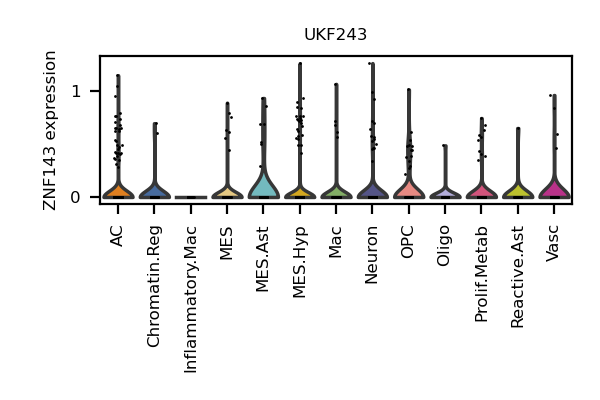 UKF243
ZNF143 expression
1
0
AC
Chromatin.Reg
Inflammatory.Mac
MES
MES.Ast
MES.Hyp
Mac
Neuron
OPC
Oligo
Prolif.Metab
Reactive.Ast
Vasc